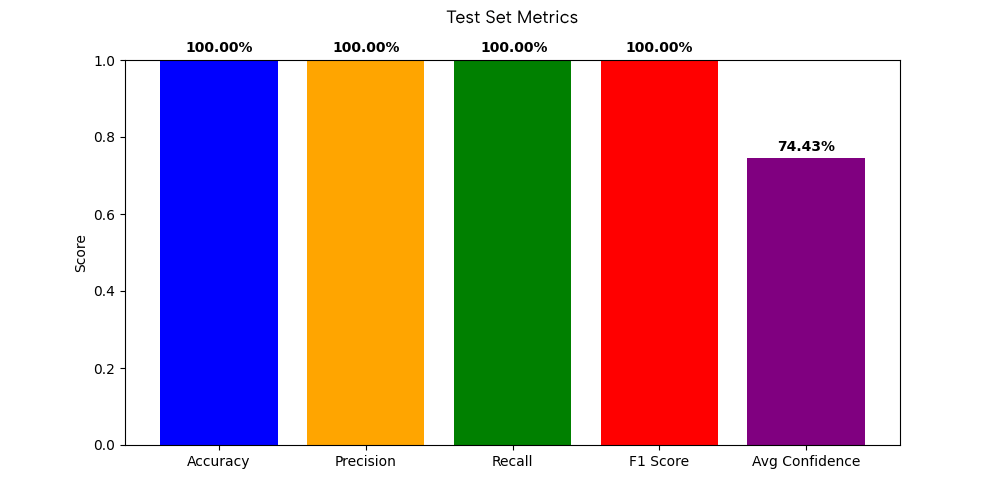 Test Set Metrics
100.00% 100.00% 100.00% 100.00%
74.43%
1.0
0.8
0.6
0.4
0.2
0.0
Score
Accuracy Precision Recall F1 Score Avg Confidence